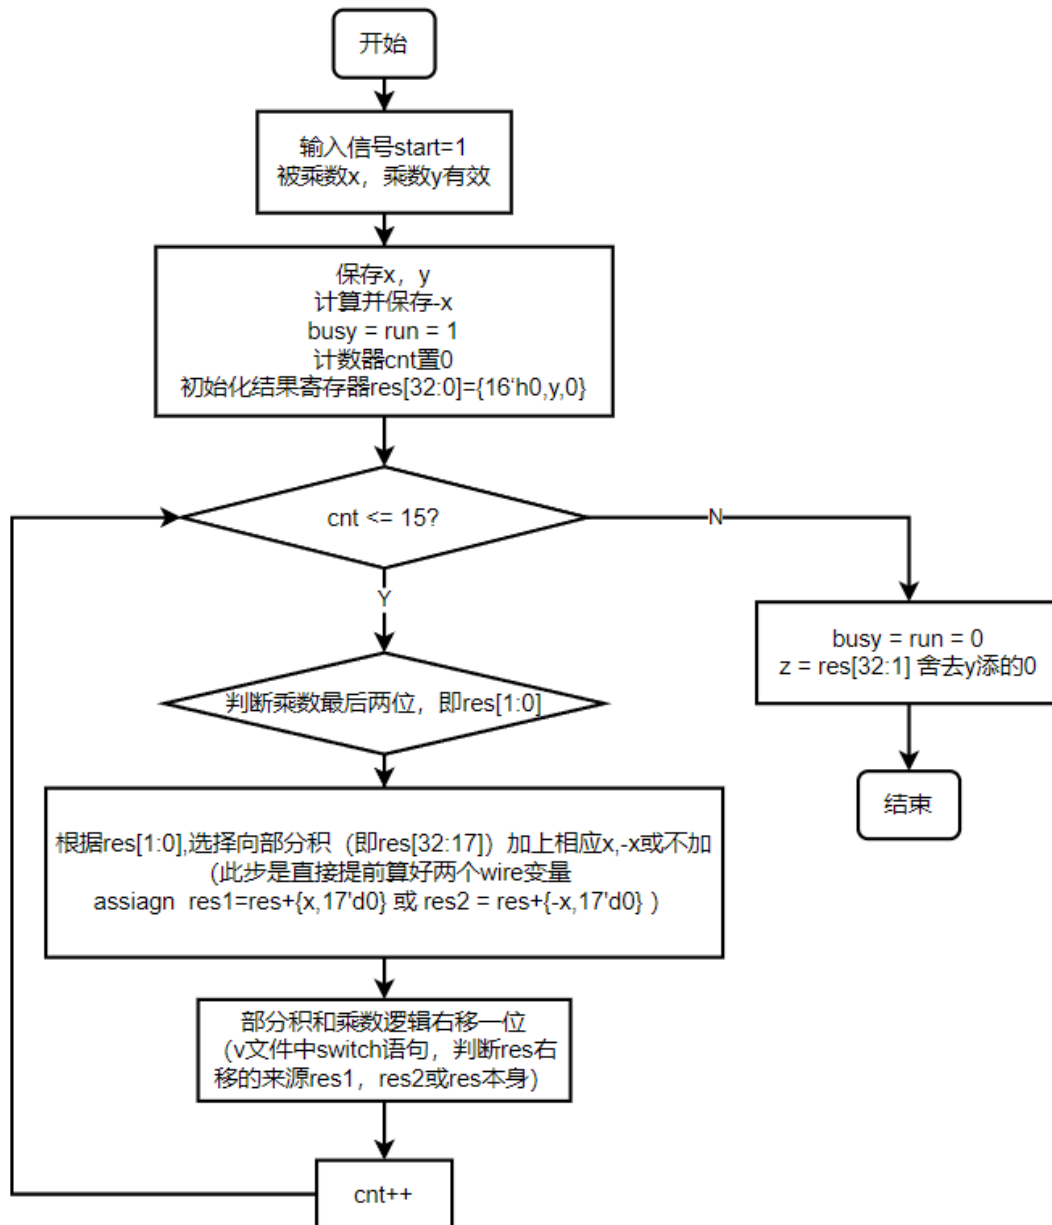 开始
输入信号start=1
被乘数x，乘数y有效
保存x，y
计算并保存-x
busy = run = 1
计数器cnt置0
初始化结果寄存器res[32:0]={16‘h0,y,0}
cnt <= 15?
N
Y
busy = run = 0
z = res[32:1] 舍去y添的0
判断乘数最后两位，即res[1:0]
结束
根据res[1:0],选择向部分积（即res[32:17]）加上相应x,-x或不加
（此步是直接提前算好两个wire变量
assiagn res1=res+{x,17'd0} 或 res2 = res+{-x,17'd0} ）
部分积和乘数逻辑右移一位
（v文件中switch语句，判断res右
移的来源res1，res2或res本身）
cnt++